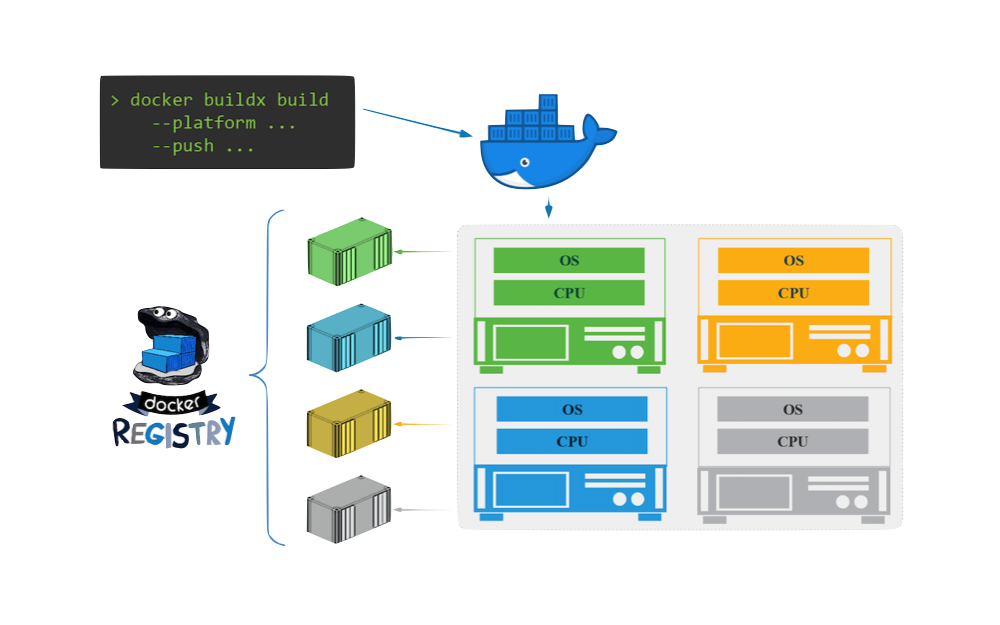 > docker buildx build
--platform ...
--push ...
OS
CPU
OS
CPU
OS
CPU
OS
CPU
docker
REGISTRY